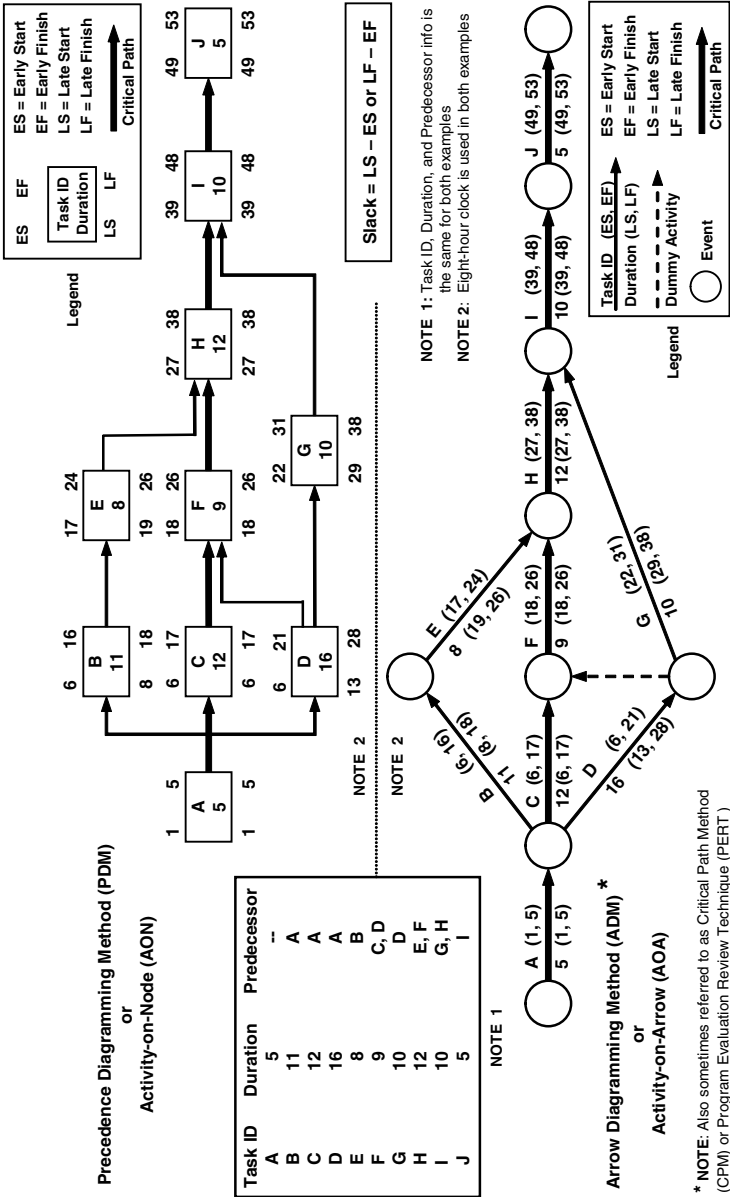 Precedence Diagramming Method (PDM)
or
Activity-on-Node (AON)
Legend
ES EF
Task ID
Duration
LS LF
ES = Early Start
EF = Early Finish
LS = Late Start
LF = Late Finish
Critical Path
1 5
A
5
1 5
6 16
B
11
8 18
6 17
C
12
6 17
6 21
D
16
13 28
17 24
E
8
19 26
18 26
F
9
18 26
22 31
G
10
29 38
27 38
H
12
27 38
39 48
I
10
39 48
49 53
J
5
49 53
Task ID Duration Predecessor
A 5 --
B 11 A
C 12 A
D 16 A
E 8 B
F 9 C, D
G 10 D
H 12 E, F
I 10 G, H
J 5 I
NOTE 1
NOTE 2
NOTE 2
Slack = LS – ES or LF – EF
NOTE 1: Task ID, Duration, and Predecessor info is
the same for both examples
NOTE 2: Eight-hour clock is used in both examples
A (1, 5)
5 (1, 5)
B (6, 16)
11 (8, 18)
C (6, 17)
12 (6, 17)
D (6, 21)
16 (13, 28)
E (17, 24)
8 (19, 26)
F (18, 26)
9 (18, 26)
G (22, 31)
10 (29, 38)
H (27, 38)
12 (27, 38)
I (39, 48)
10 (39, 48)
J (49, 53)
5 (49, 53)
Arrow Diagramming Method (ADM) *
or
Activity-on-Arrow (AOA)
Legend
Task ID (ES, EF)
Duration (LS, LF)
Dummy Activity
Event
ES = Early Start
EF = Early Finish
LS = Late Start
LF = Late Finish
Critical Path
* NOTE: Also sometimes referred to as Critical Path Method
(CPM) or Program Evaluation Review Technique (PERT )